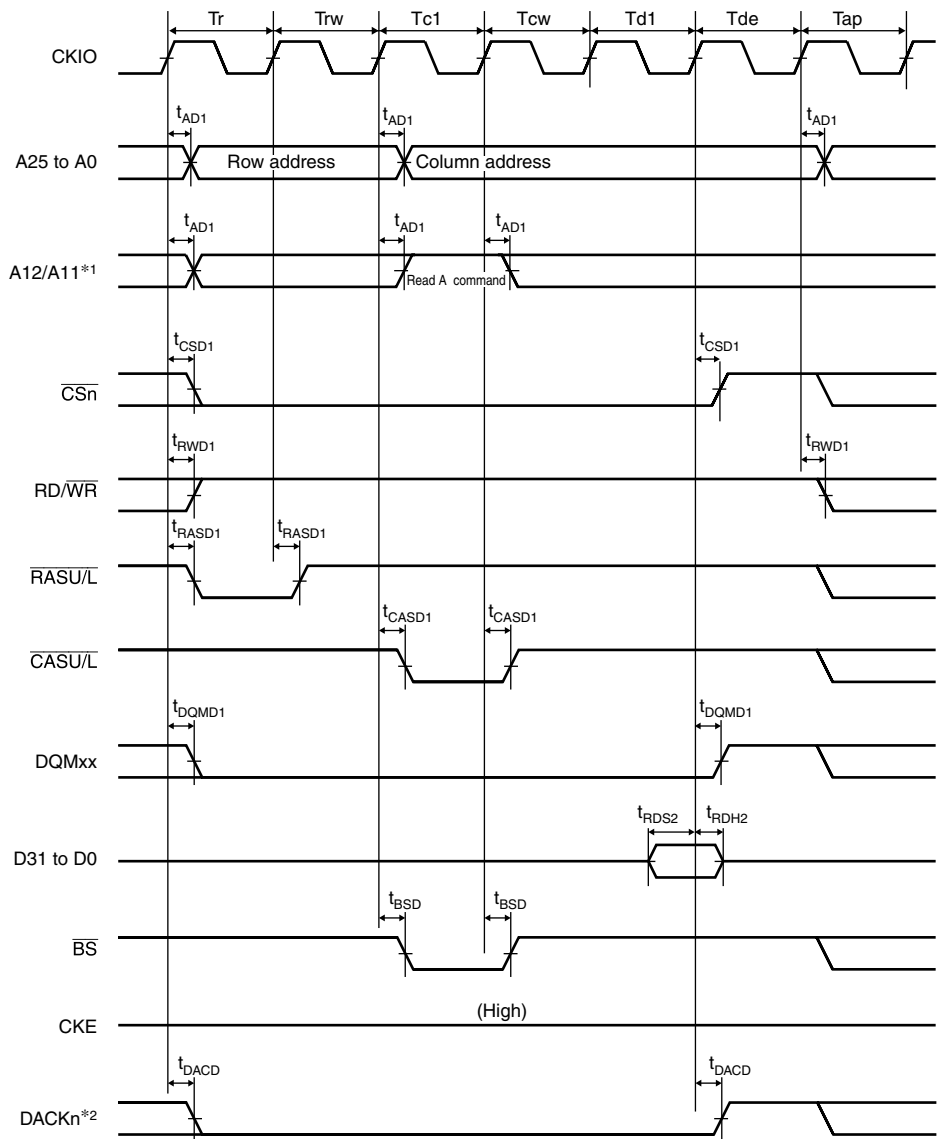 Tr Trw Tc1 Tcw Td1 Tde Tap
CKIO
tAD1 tAD1 tAD1
A25 to A0 Row address Column address
tAD1 tAD1 tAD1
A12/A11*1 Read A command
tCSD1 tCSD1
CSn
tRWD1 tRWD1
RD/WR
tRASD1 tRASD1
RASU/L
tCASD1 tCASD1
CASU/L
tDQMD1 tDQMD1
DQMxx
tRDS2 tRDH2
D31 to D0
tBSD tBSD
BS
(High)
CKE
tDACD tDACD
DACKn*2